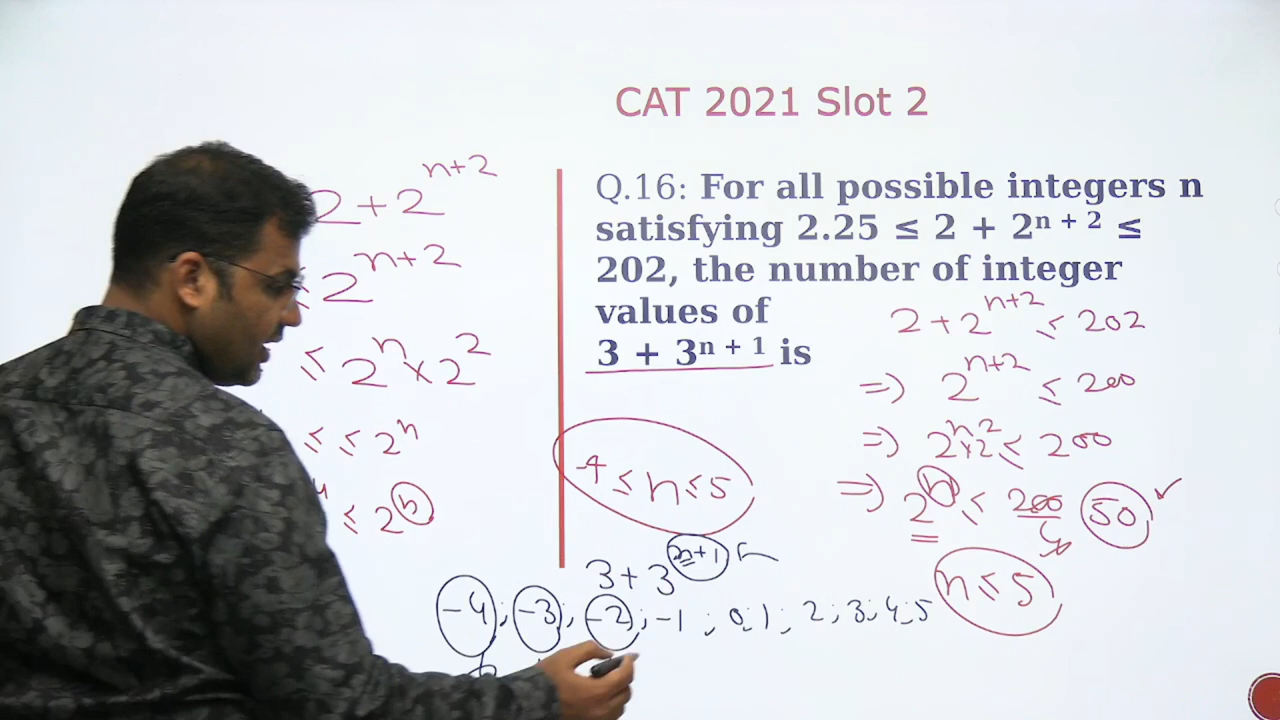 CAT 2021 Slot 2
Q.16: For all possible integers n
satisfying 2.25 ≤ 2 + 2ⁿ⁺² ≤
202, the number of integer
values of
3 + 3ⁿ⁺¹ is
2+2ⁿ⁺²
2ⁿ⁺²
≤ 2ⁿ×2²
≤ ≤ 2ⁿ
≤ 2ⁿ
2+2ⁿ⁺² ≤ 202
=) 2ⁿ⁺² ≤ 200
=) 2ⁿ×2² ≤ 200
=) 2ⁿ ≤ 200 50 ✓
n ≤ 5
-4 ≤ n ≤ 5
3+3ⁿ⁺¹
-4; -3; -2; -1; 0; 1; 2; 3; 4; 5